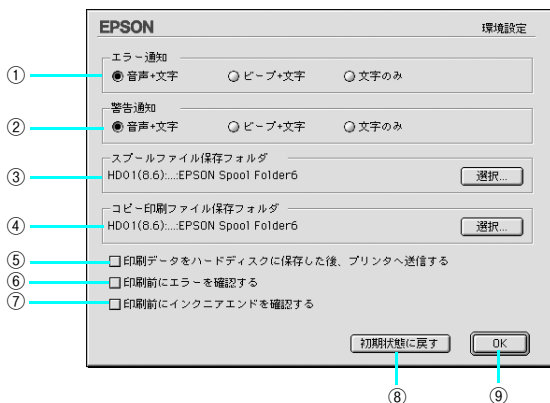 EPSON 環境設定
エラー通知
① 音声+文字 ビープ+文字 文字のみ
警告通知
② 音声+文字 ビープ+文字 文字のみ
スプールファイル保存フォルダ
③ HD01(8.6):...:EPSON Spool Folder6 選択...
コピー印刷ファイル保存フォルダ
④ HD01(8.6):...:EPSON Spool Folder6 選択...
⑤ 印刷データをハードディスクに保存した後、プリンタへ送信する
⑥ 印刷前にエラーを確認する
⑦ 印刷前にインクニアエンドを確認する
初期状態に戻す OK
⑧ ⑨